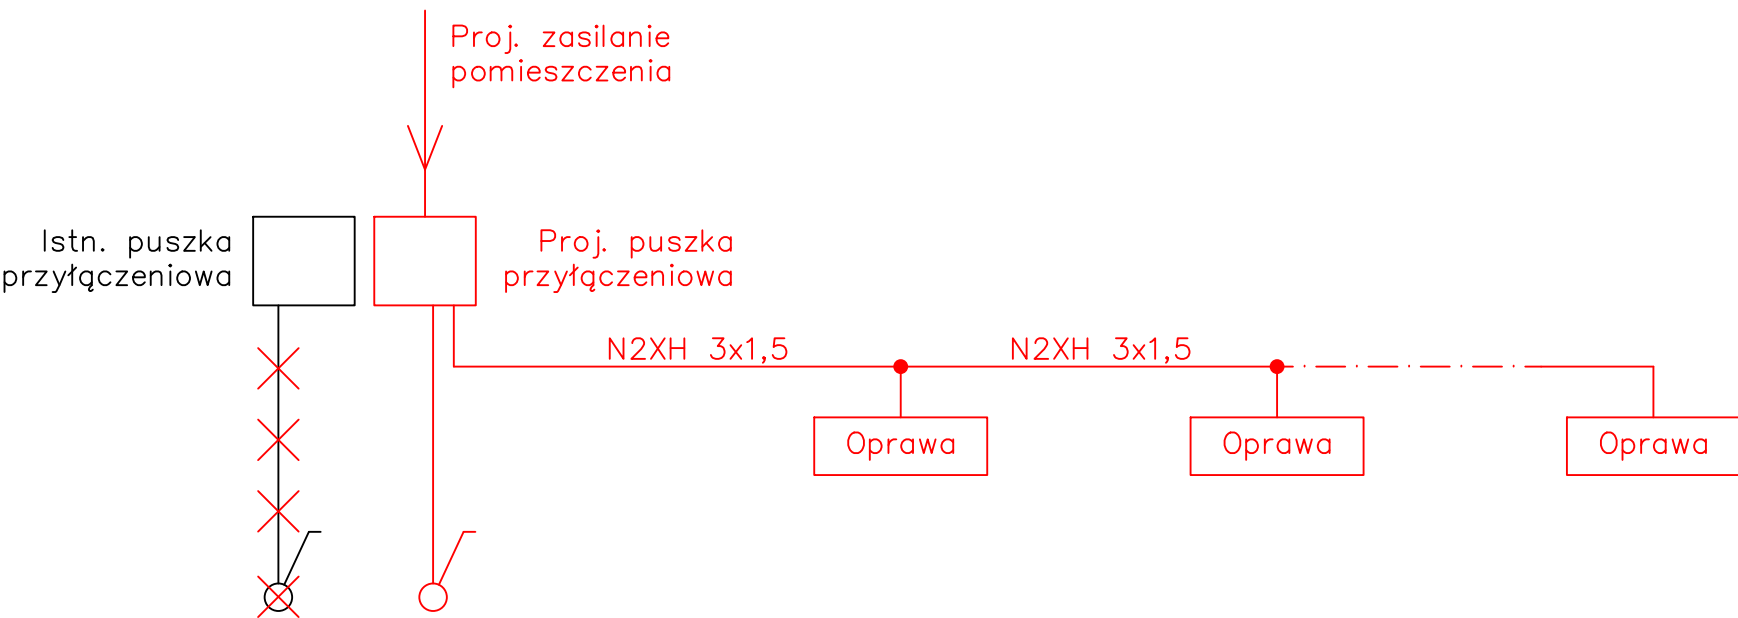 Proj. zasilanie
pomieszczenia
Istn. puszka
przyłączeniowa
Proj. puszka
przyłączeniowa
N2XH 3x1,5
N2XH 3x1,5
Oprawa
Oprawa
Oprawa